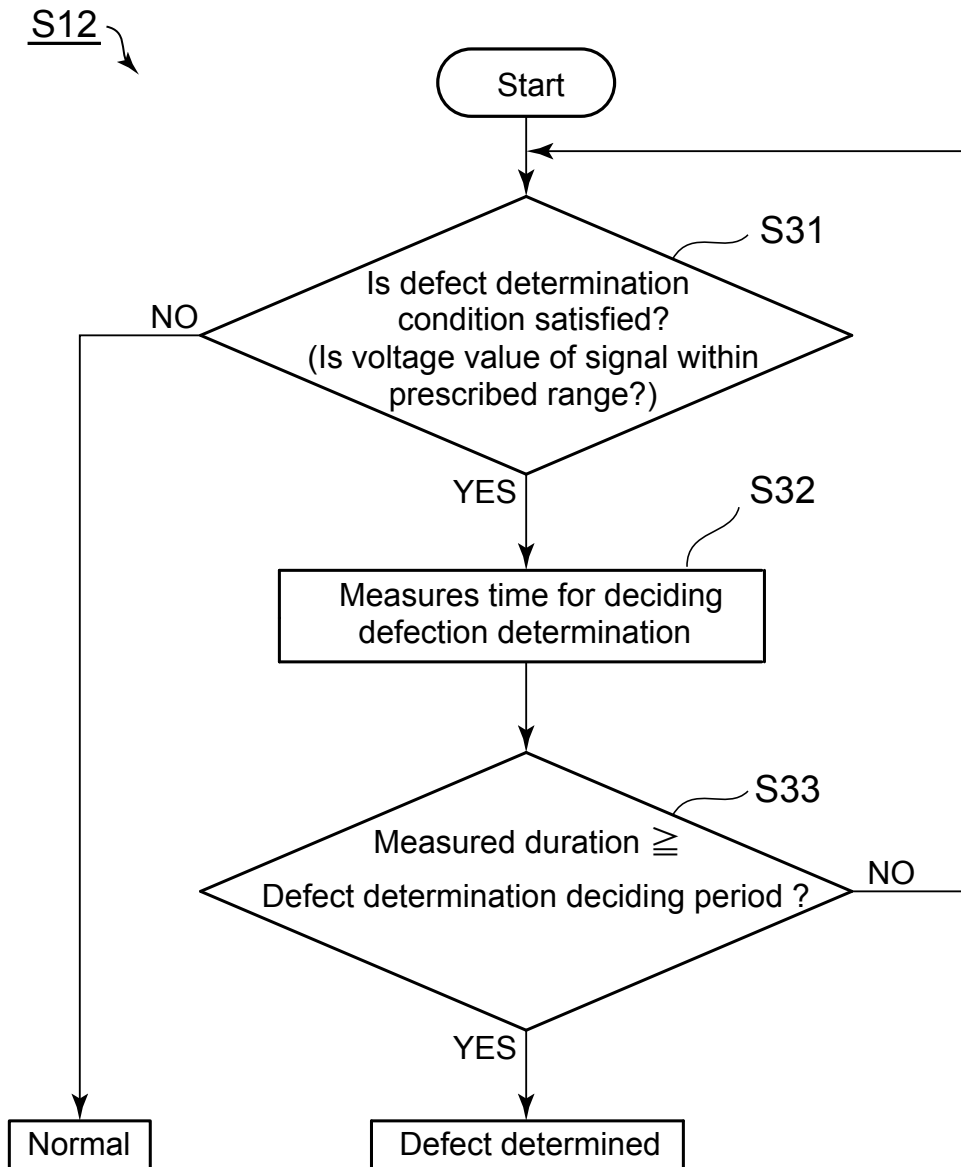 S12
Start
S31
Is defect determination
condition satisfied?
(Is voltage value of signal within
prescribed range?)
NO
YES
S32
Measures time for deciding
defection determination
S33
Measured duration ≧
Defect determination deciding period ?
NO
YES
Normal
Defect determined